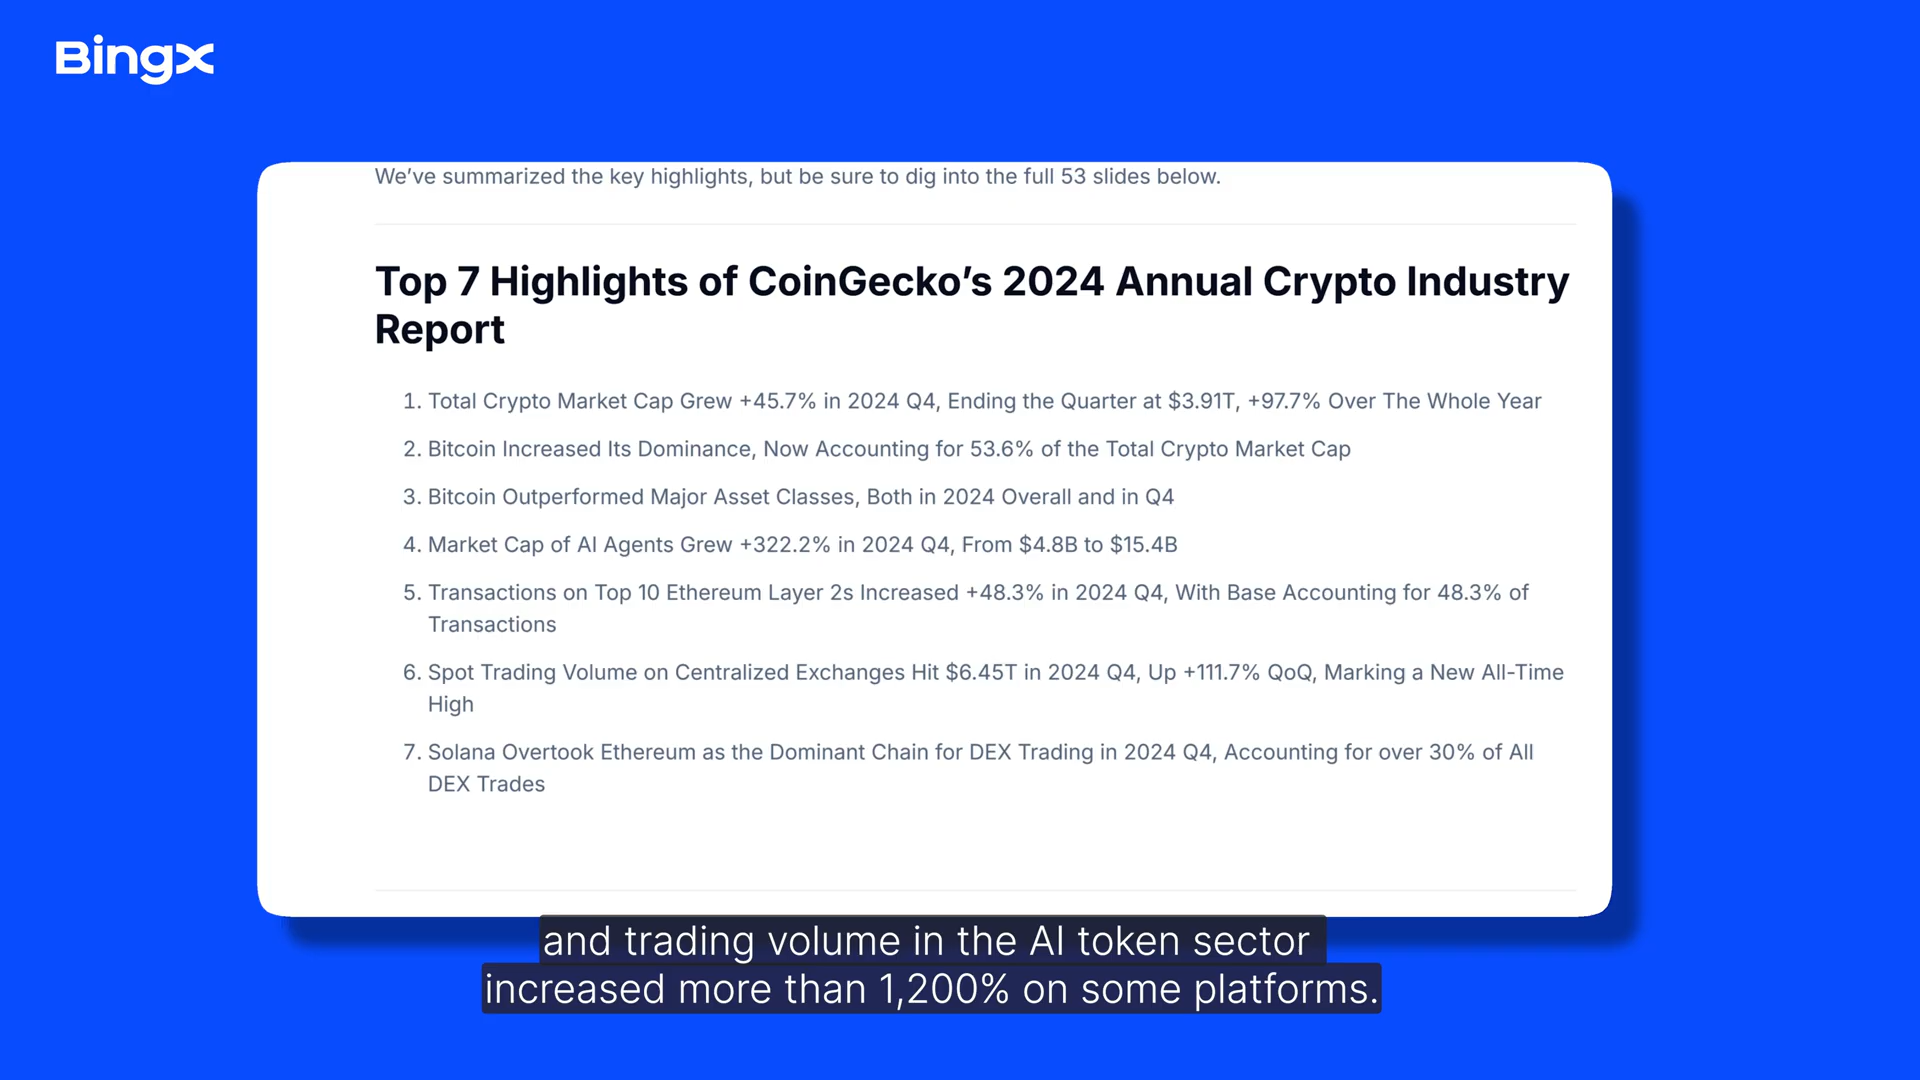 BingX
We've summarized the key highlights, but be sure to dig into the full 53 slides below.
Top 7 Highlights of CoinGecko's 2024 Annual Crypto Industry
Report
1. Total Crypto Market Cap Grew +45.7% in 2024 Q4, Ending the Quarter at $3.91T, +97.7% Over The Whole Year
2. Bitcoin Increased Its Dominance, Now Accounting for 53.6% of the Total Crypto Market Cap
3. Bitcoin Outperformed Major Asset Classes, Both in 2024 Overall and in Q4
4. Market Cap of AI Agents Grew +322.2% in 2024 Q4, From $4.8B to $15.4B
5. Transactions on Top 10 Ethereum Layer 2s Increased +48.3% in 2024 Q4, With Base Accounting for 48.3% of
Transactions
6. Spot Trading Volume on Centralized Exchanges Hit $6.45T in 2024 Q4, Up +111.7% QoQ, Marking a New All-Time
High
7. Solana Overtook Ethereum as the Dominant Chain for DEX Trading in 2024 Q4, Accounting for over 30% of All
DEX Trades
and trading volume in the AI token sector
increased more than 1,200% on some platforms.